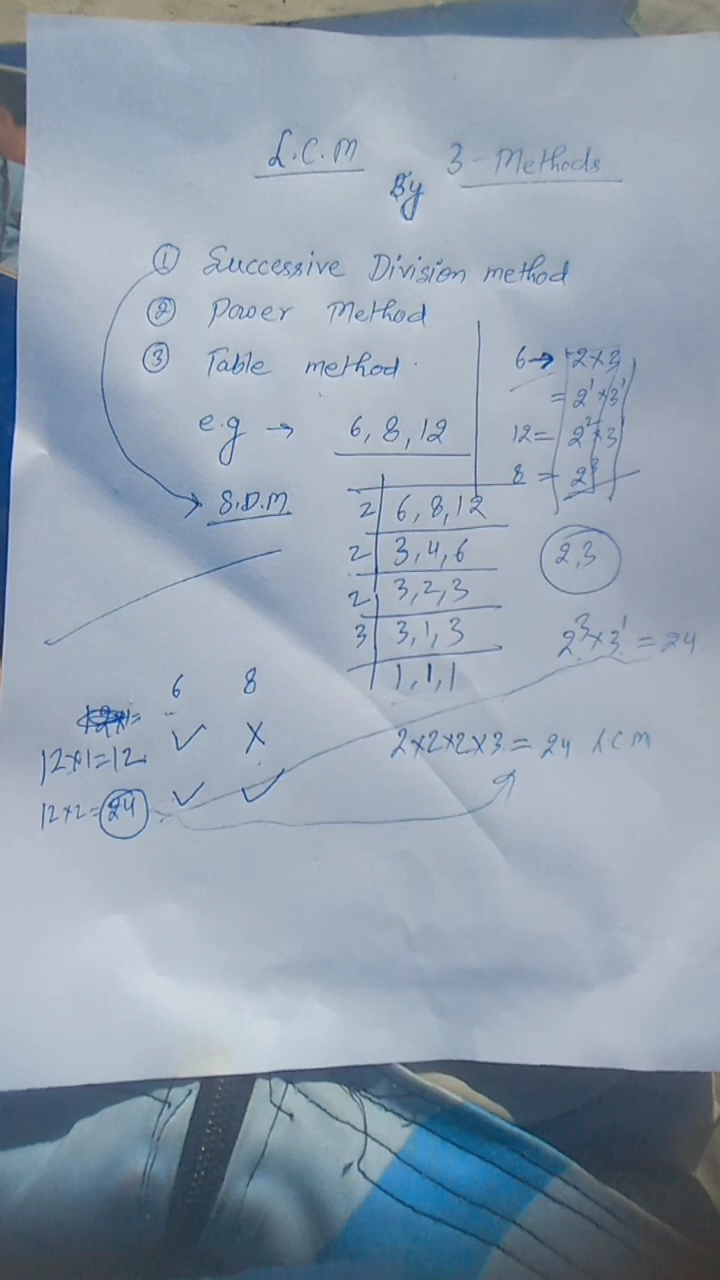 L.C.M By 3-Methods
① Successive Division method
② Power Method
③ Table method.
e.g → 6, 8, 12
6 → 2×3
= 2¹×3¹
12 = 2²×3¹
8 = 2³
2,3
2³×3¹ = 24
S.D.M
2 | 6, 8, 12
2 | 3, 4, 6
2 | 3, 2, 3
3 | 3, 1, 3
| 1, 1, 1
2×2×2×3 = 24 L.C.M
6 8
12×1=12 ✓ ×
12×2=24 ✓ ✓